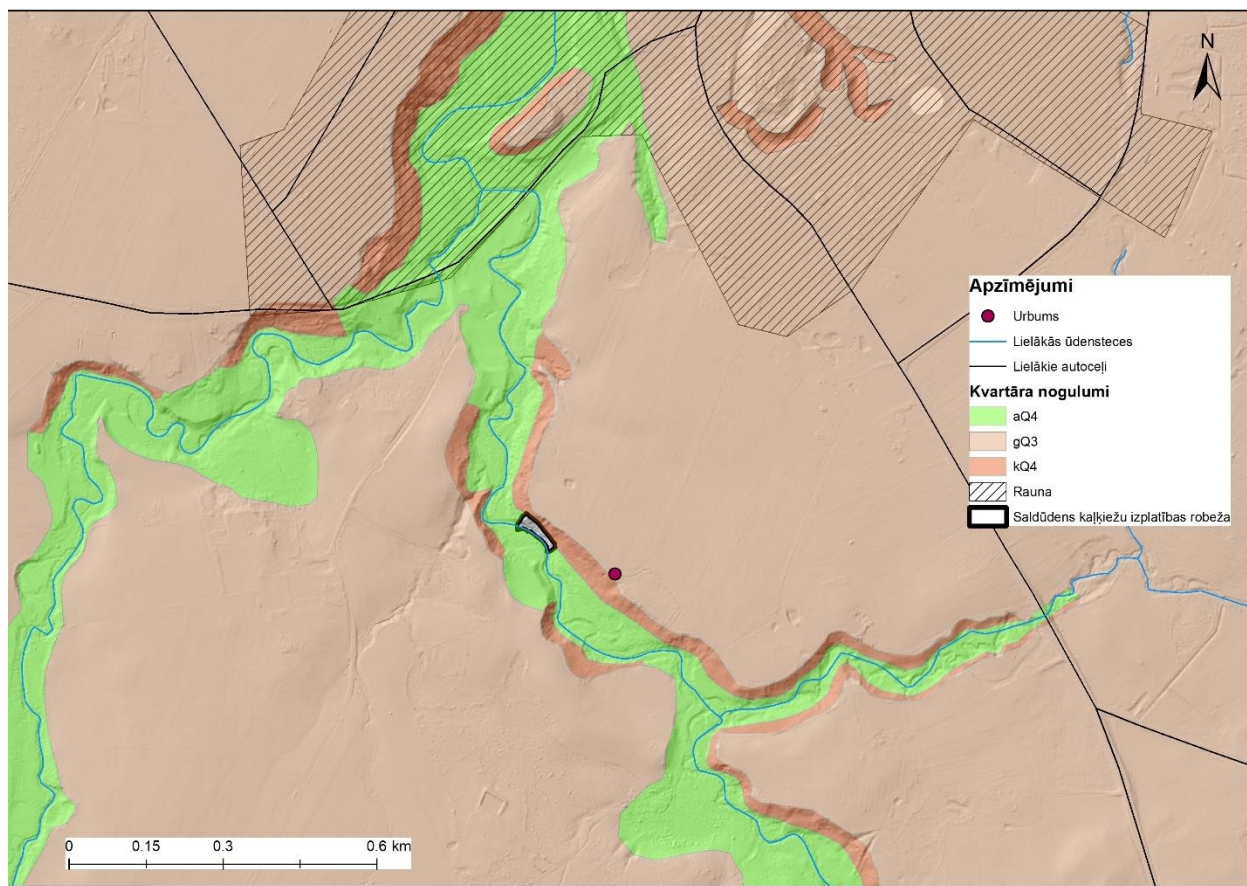 N
Apzīmējumi
Urbums
Lielākās ūdensteces
Lielākie autoceļi
Kvartāra nogulumi
aQ4
gQ3
kQ4
Rauna
Saldūdens kaļķiežu izplatības robeža
0 0.15 0.3 0.6 km